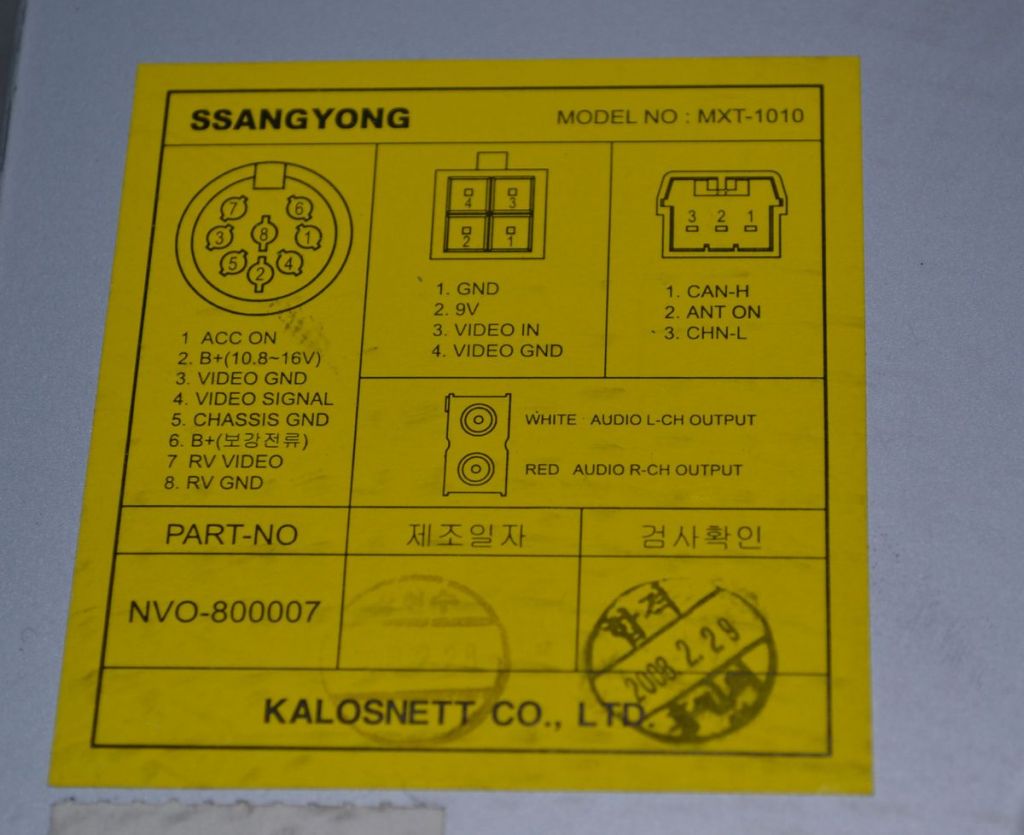 SSANGYONG
MODEL NO : MXT-1010
7 6
3 8 1
5 2 4
4 3
2 1
3 2 1
1 ACC ON
2. B+(10.8~16V)
3. VIDEO GND
4. VIDEO SIGNAL
5. CHASSIS GND
6. B+(보강전류)
7 RV VIDEO
8. RV GND
1. GND
2. 9V
3. VIDEO IN
4. VIDEO GND
1. CAN-H
2. ANT ON
3. CHN-L
WHITE AUDIO L-CH OUTPUT
RED AUDIO R-CH OUTPUT
PART-NO
제조일자
검사확인
NVO-800007
합격
2008.2.29
KALOSNETT CO., LTD.